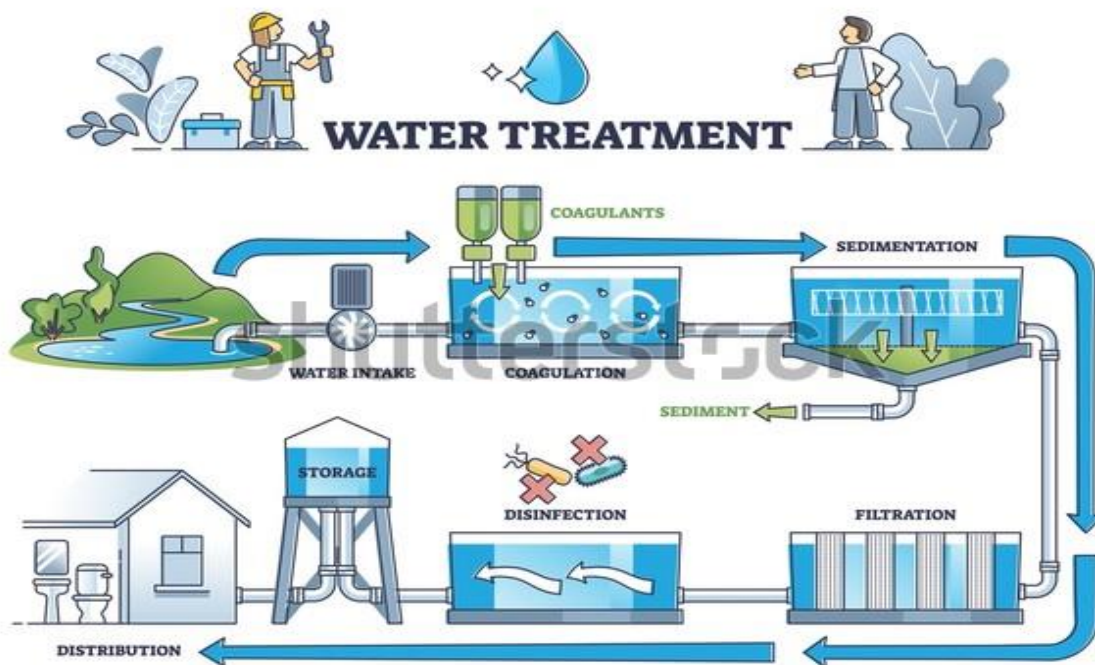 WATER TREATMENT
COAGULANTS
SEDIMENTATION
shutterstock
WATER INTAKE
COAGULATION
SEDIMENT
STORAGE
DISINFECTION
FILTRATION
DISTRIBUTION